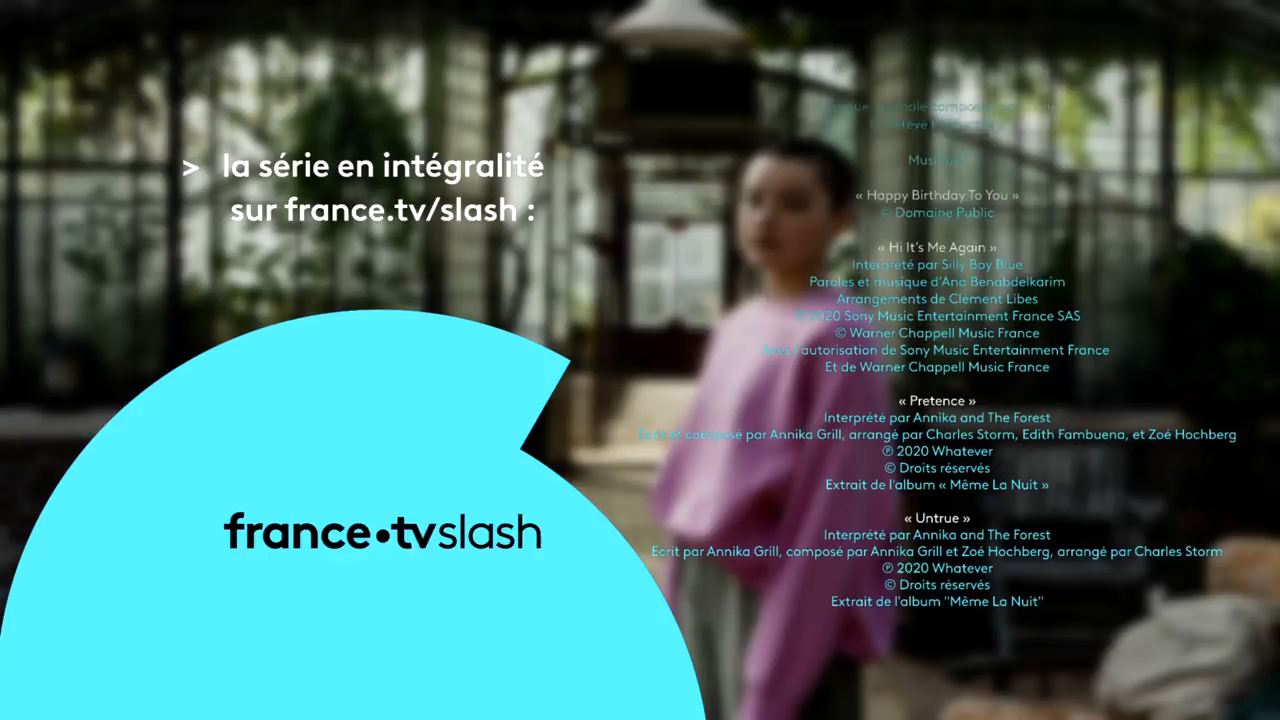 > la série en intégralité
sur france.tv/slash :
france•tvslash
« Happy Birthday To You »
© Domaine Public
« Hi It's Me Again »
Interprété par Silly Boy Blue
Paroles et musique d'Ana Benabdelkarim
Arrangements de Clément Libes
℗ 2020 Sony Music Entertainment France SAS
© Warner Chappell Music France
Avec l'autorisation de Sony Music Entertainment France
Et de Warner Chappell Music France
« Pretence »
Interprété par Annika and The Forest
Ecrit et composé par Annika Grill, arrangé par Charles Storm, Edith Fambuena, et Zoé Hochberg
℗ 2020 Whatever
© Droits réservés
Extrait de l'album « Même La Nuit »
« Untrue »
Interprété par Annika and The Forest
Ecrit par Annika Grill, composé par Annika Grill et Zoé Hochberg, arrangé par Charles Storm
℗ 2020 Whatever
© Droits réservés
Extrait de l'album "Même La Nuit"